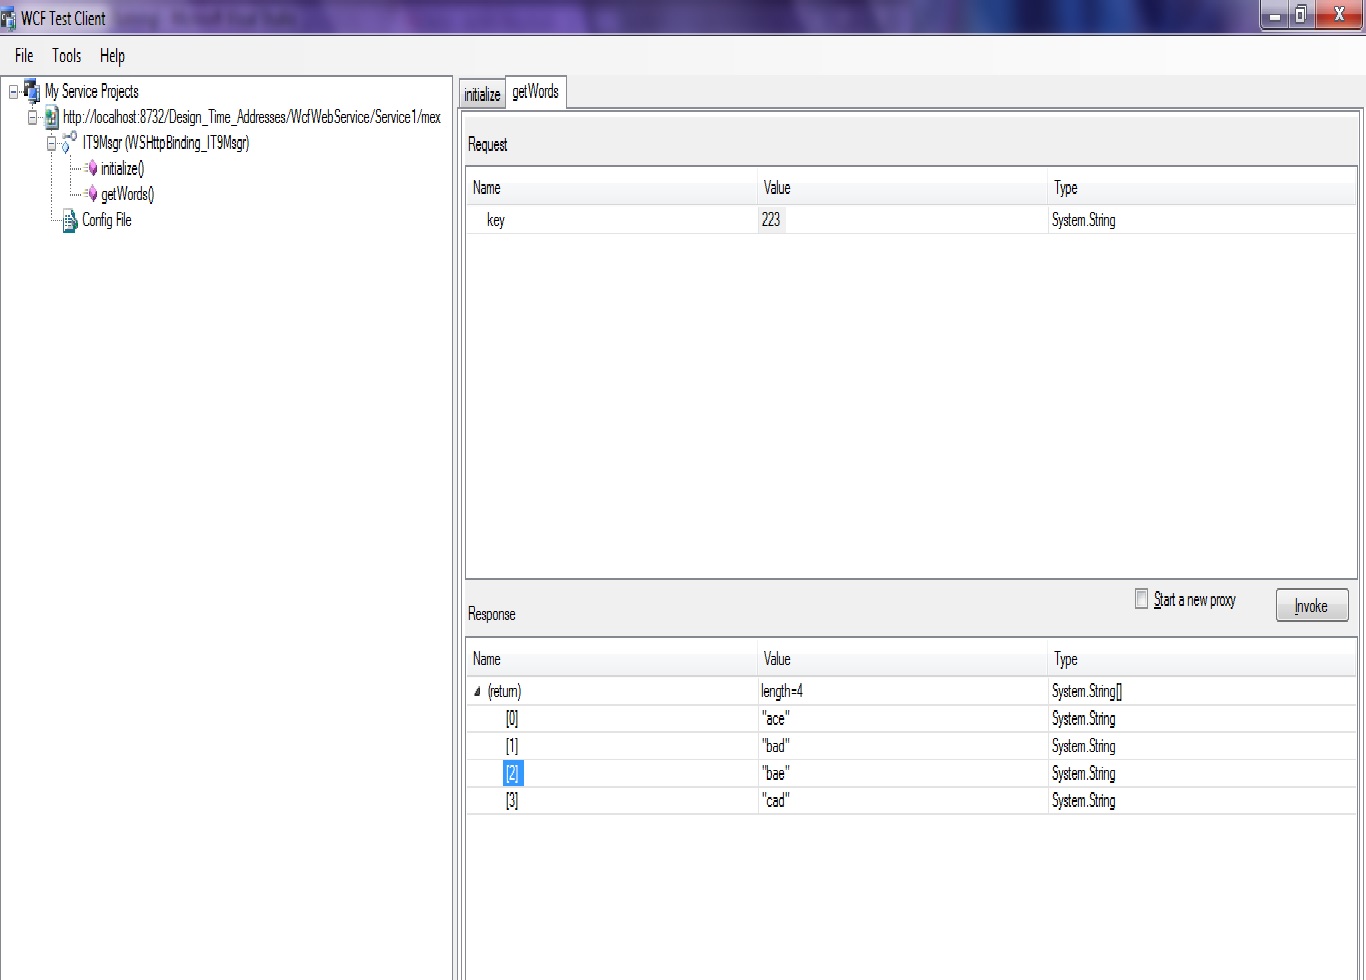 WCF Test Client
File Tools Help
My Service Projects
http://localhost:8732/Design_Time_Addresses/WcfWebService/Service1/mex
IT9Msgr (WSHttpBinding_IT9Msgr)
initialize()
getWords()
Config File
initialize getWords
Request
Name Value Type
key 223 System.String
Start a new proxy Invoke
Response
Name Value Type
(return) length=4 System.String[]
[0] "ace" System.String
[1] "bad" System.String
[2] "bae" System.String
[3] "cad" System.String